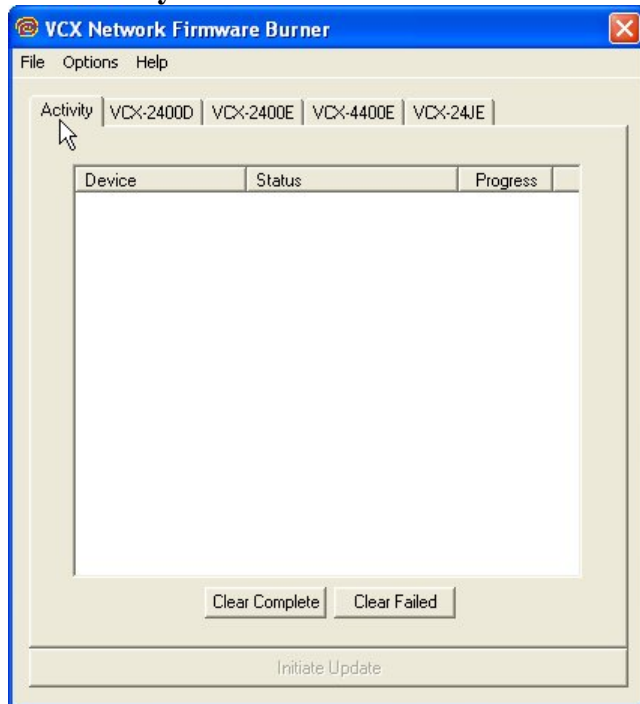 VCX Network Firmware Burner
File Options Help
Activity VCX-2400D VCX-2400E VCX-4400E VCX-24JE
Device Status Progress
Clear Complete Clear Failed
Initiate Update